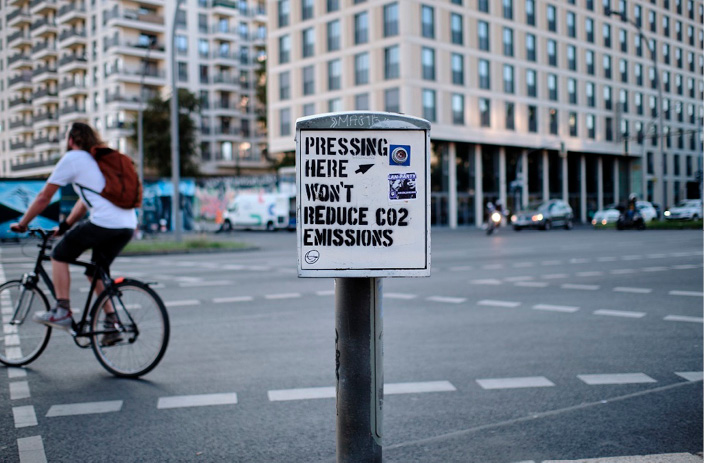 PRESSING
HERE
WON'T
REDUCE CO2
EMISSIONS